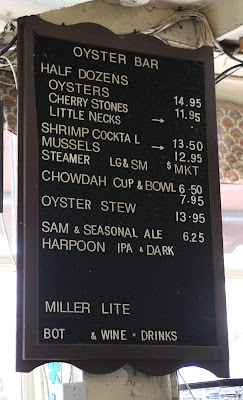 OYSTER BAR
HALF DOZENS
OYSTERS 14.95
CHERRY STONES 11.95
LITTLE NECKS →
SHRIMP COCKTA L → 13.50
MUSSELS 12.95
STEAMER LG&SM $ MKT
CHOWDAH CUP & BOWL 6.50
7.95
OYSTER STEW 13.95
SAM & SEASONAL ALE 6.25
HARPOON IPA & DARK
MILLER LITE
BOT & WINE + DRINKS